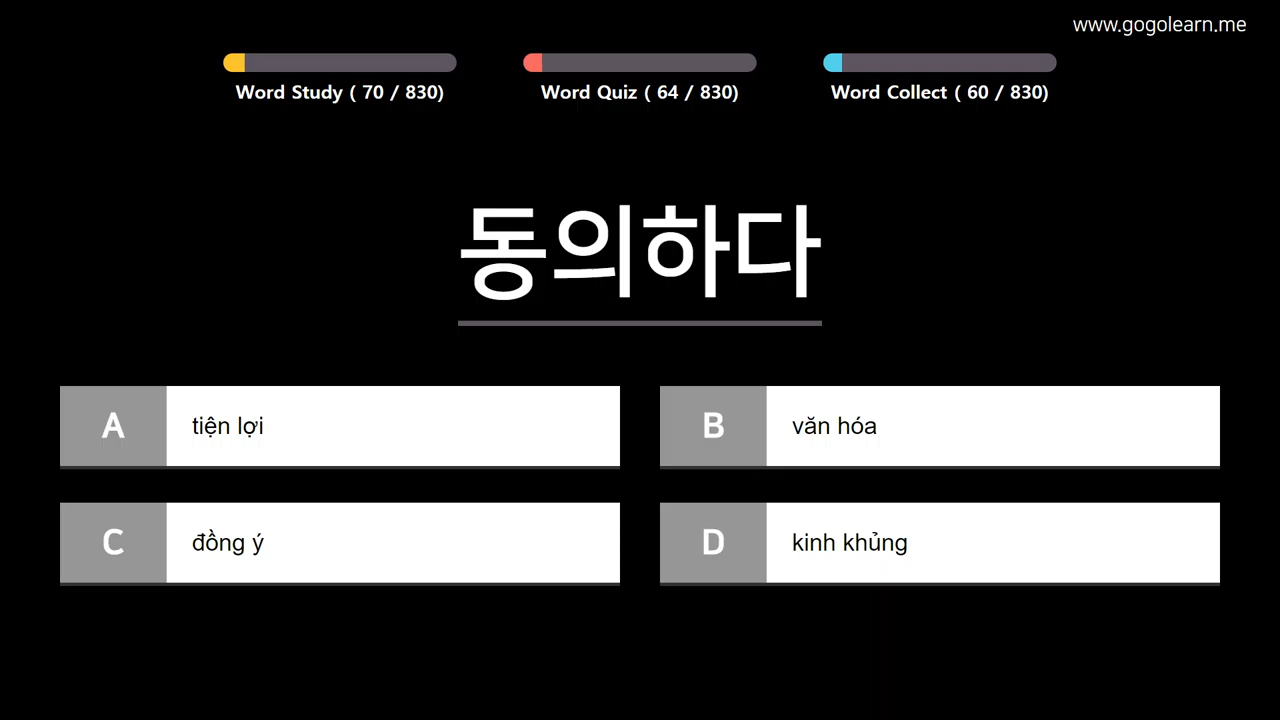 www.gogolearn.me
Word Study ( 70 / 830)
Word Quiz ( 64 / 830)
Word Collect ( 60 / 830)
동의하다
A tiện lợi
B văn hóa
C đồng ý
D kinh khủng